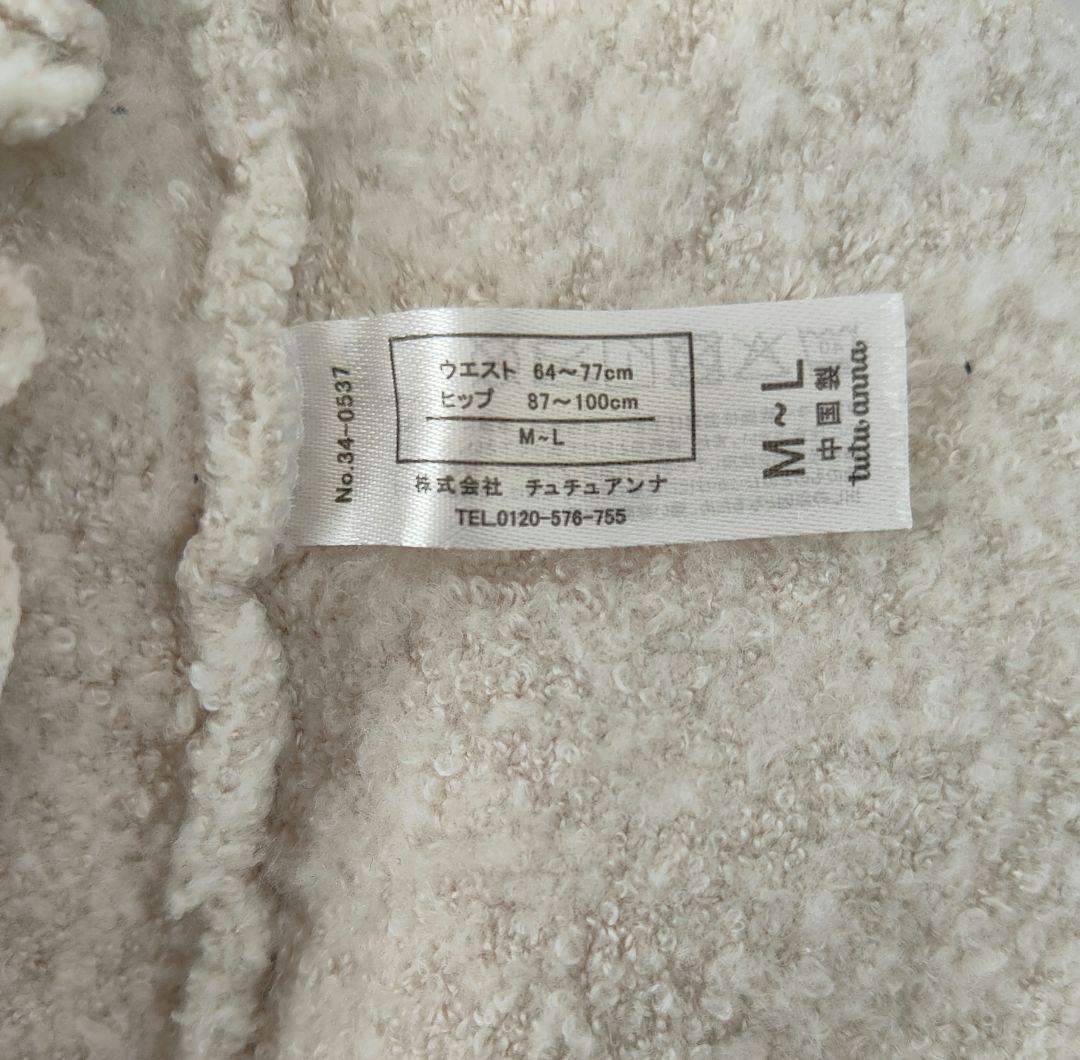 No.34-0537
ウエスト 64～77cm
ヒップ 87～100cm
M~L
株式会社 チュチュアンナ
TEL.0120-576-755
M~L
中国製
tutu anna